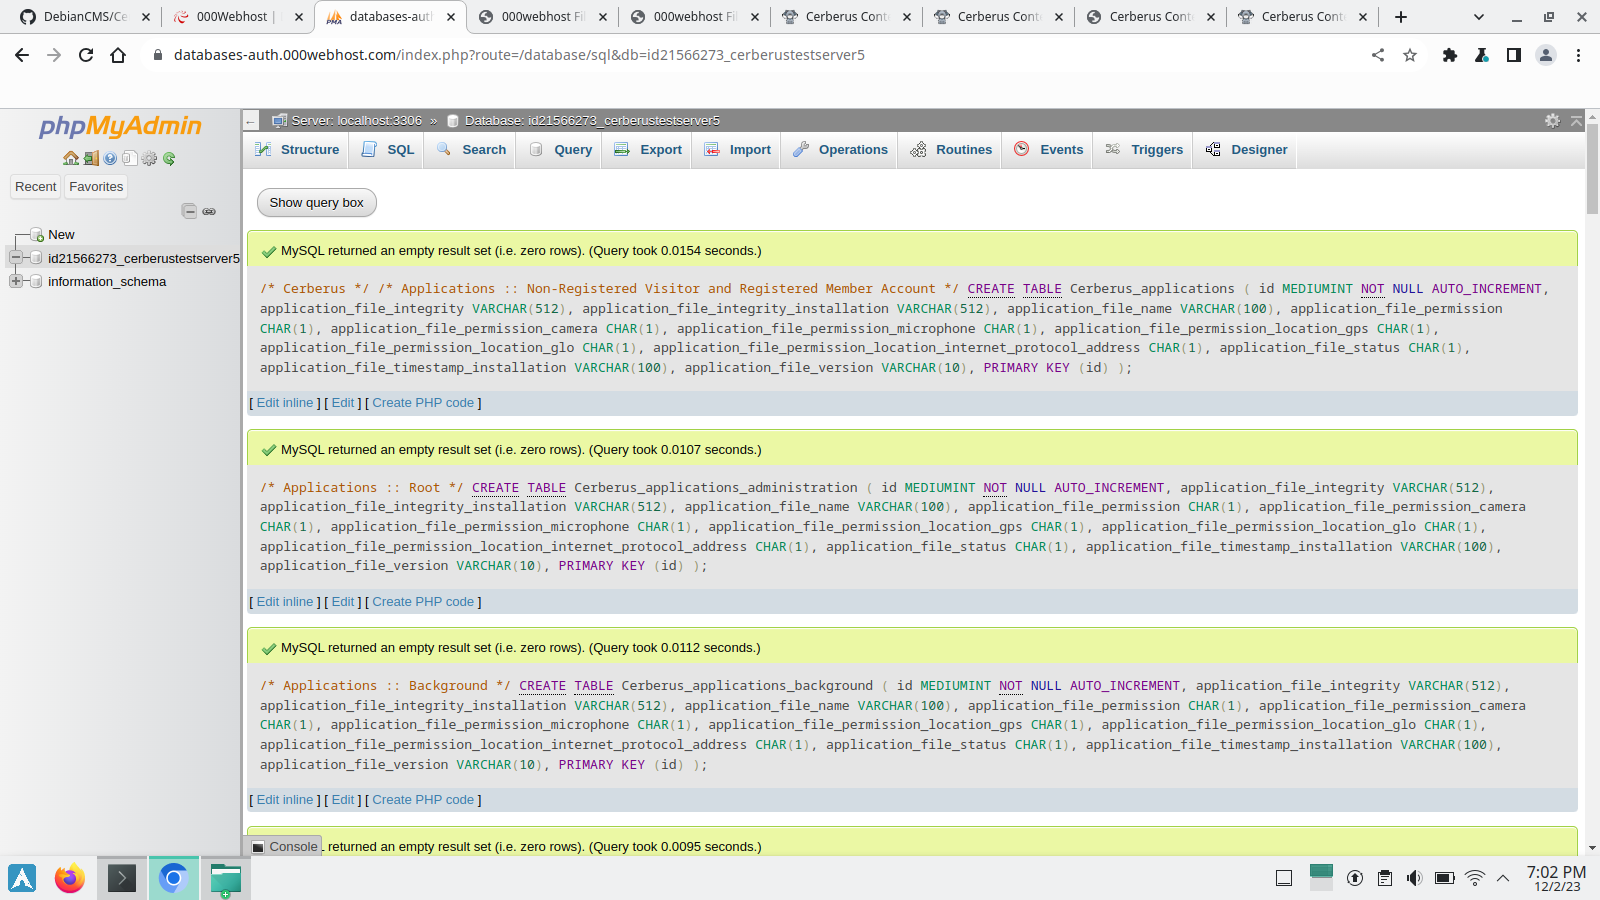 DebianCMS/Ce
000Webhost |
databases-auth
000webhost Fil
000webhost Fil
Cerberus Cont
Cerberus Cont
Cerberus Cont
Cerberus Cont
databases-auth.000webhost.com/index.php?route=/database/sql&db=id21566273_cerberustestserver5
phpMyAdmin
Recent
Favorites
New
id21566273_cerberustestserver5
information_schema
Server: localhost:3306 » Database: id21566273_cerberustestserver5
Structure SQL Search Query Export Import Operations Routines Events Triggers Designer
Show query box
MySQL returned an empty result set (i.e. zero rows). (Query took 0.0154 seconds.)
/* Cerberus */ /* Applications :: Non-Registered Visitor and Registered Member Account */ CREATE TABLE Cerberus_applications ( id MEDIUMINT NOT NULL AUTO_INCREMENT,
application_file_integrity VARCHAR(512), application_file_integrity_installation VARCHAR(512), application_file_name VARCHAR(100), application_file_permission
CHAR(1), application_file_permission_camera CHAR(1), application_file_permission_microphone CHAR(1), application_file_permission_location_gps CHAR(1),
application_file_permission_location_glo CHAR(1), application_file_permission_location_internet_protocol_address CHAR(1), application_file_status CHAR(1),
application_file_timestamp_installation VARCHAR(100), application_file_version VARCHAR(10), PRIMARY KEY (id) );
[ Edit inline ] [ Edit ] [ Create PHP code ]
MySQL returned an empty result set (i.e. zero rows). (Query took 0.0107 seconds.)
/* Applications :: Root */ CREATE TABLE Cerberus_applications_administration ( id MEDIUMINT NOT NULL AUTO_INCREMENT, application_file_integrity VARCHAR(512),
application_file_integrity_installation VARCHAR(512), application_file_name VARCHAR(100), application_file_permission CHAR(1), application_file_permission_camera
CHAR(1), application_file_permission_microphone CHAR(1), application_file_permission_location_gps CHAR(1), application_file_permission_location_glo CHAR(1),
application_file_permission_location_internet_protocol_address CHAR(1), application_file_status CHAR(1), application_file_timestamp_installation VARCHAR(100),
application_file_version VARCHAR(10), PRIMARY KEY (id) );
[ Edit inline ] [ Edit ] [ Create PHP code ]
MySQL returned an empty result set (i.e. zero rows). (Query took 0.0112 seconds.)
/* Applications :: Background */ CREATE TABLE Cerberus_applications_background ( id MEDIUMINT NOT NULL AUTO_INCREMENT, application_file_integrity VARCHAR(512),
application_file_integrity_installation VARCHAR(512), application_file_name VARCHAR(100), application_file_permission CHAR(1), application_file_permission_camera
CHAR(1), application_file_permission_microphone CHAR(1), application_file_permission_location_gps CHAR(1), application_file_permission_location_glo CHAR(1),
application_file_permission_location_internet_protocol_address CHAR(1), application_file_status CHAR(1), application_file_timestamp_installation VARCHAR(100),
application_file_version VARCHAR(10), PRIMARY KEY (id) );
[ Edit inline ] [ Edit ] [ Create PHP code ]
Console
L returned an empty result set (i.e. zero rows). (Query took 0.0095 seconds.)
7:02 PM
12/2/23